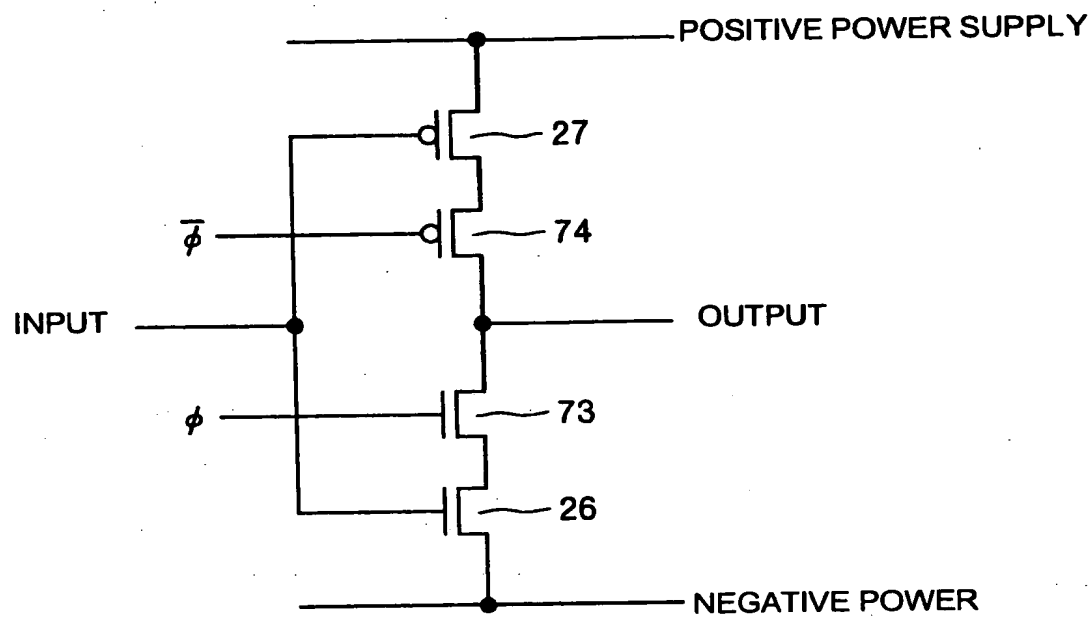 POSITIVE POWER SUPPLY
27
ϕ̅
74
INPUT
OUTPUT
ϕ
73
26
NEGATIVE POWER